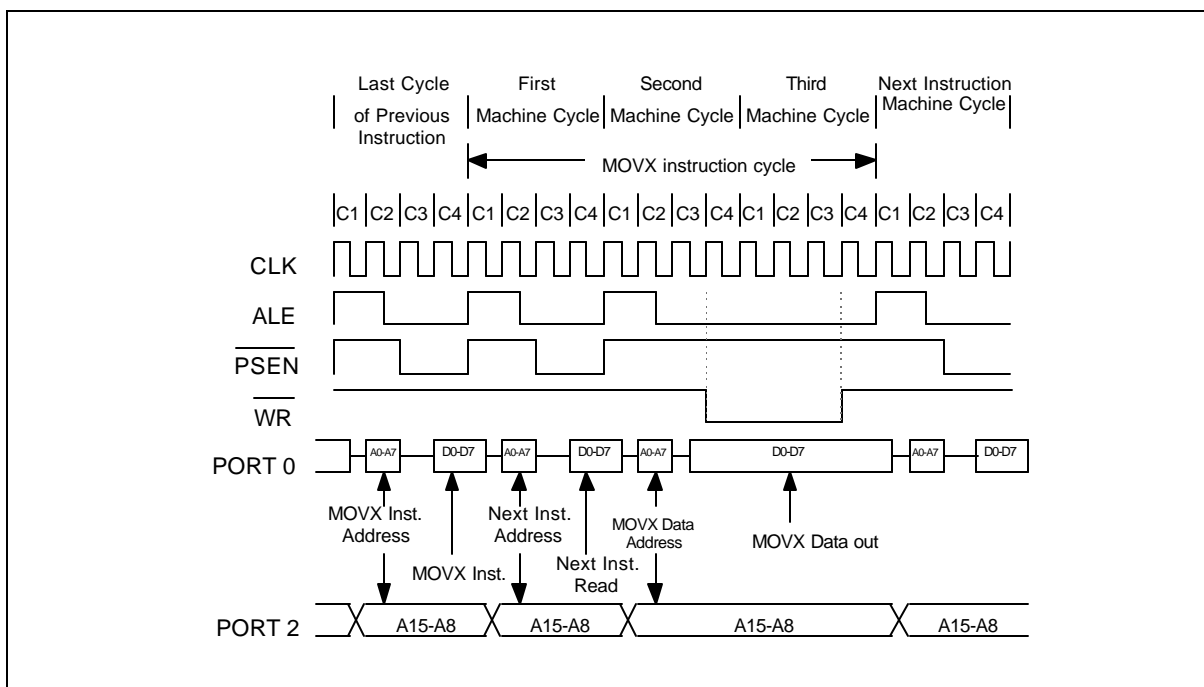 Last Cycle
of Previous
Instruction
First
Machine Cycle
Second
Machine Cycle
Third
Machine Cycle
Next Instruction
Machine Cycle
MOVX instruction cycle
C1 C2 C3 C4 C1 C2 C3 C4 C1 C2 C3 C4 C1 C2 C3 C4 C1 C2 C3 C4
CLK
ALE
PSEN
WR
PORT 0
A0-A7 D0-D7 A0-A7 D0-D7 A0-A7 D0-D7 A0-A7 D0-D7
MOVX Inst.
Address
MOVX Inst.
Next Inst.
Address
Next Inst.
Read
MOVX Data
Address
MOVX Data out
PORT 2
A15-A8 A15-A8 A15-A8 A15-A8